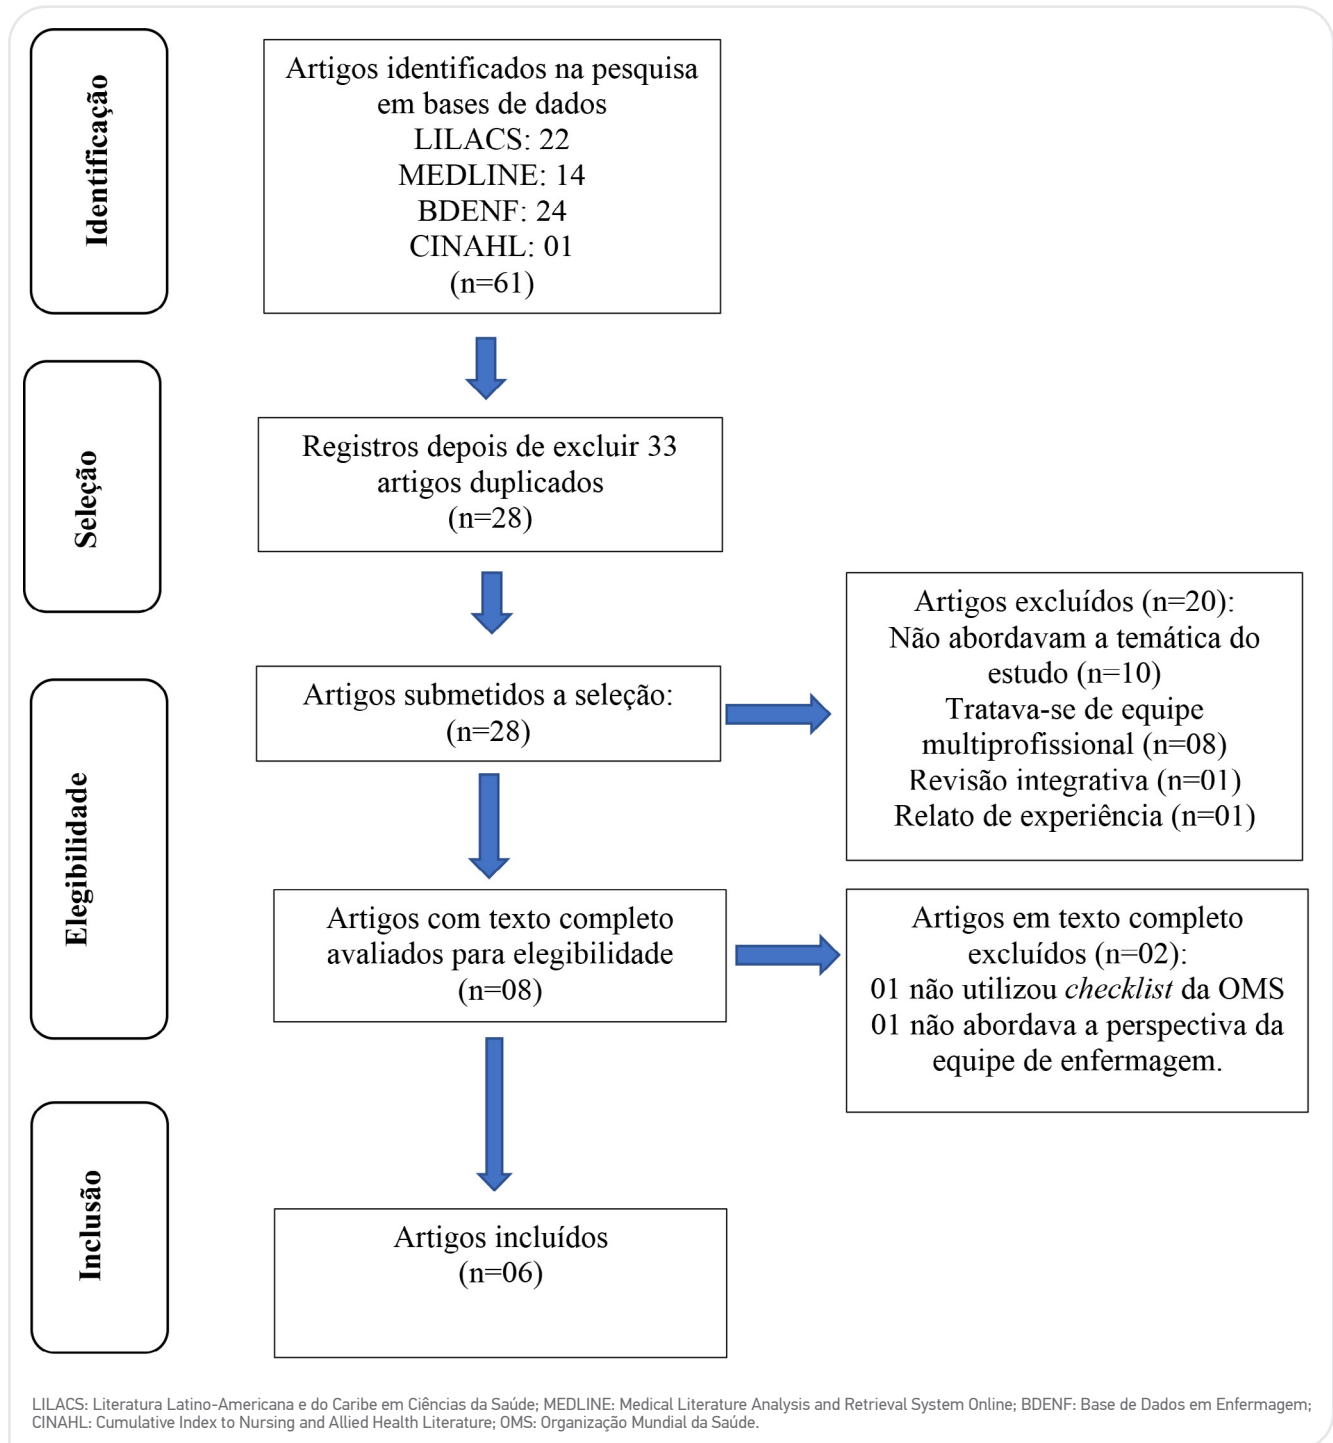 Identificação
Artigos identificados na pesquisa
em bases de dados
LILACS: 22
MEDLINE: 14
BDENF: 24
CINAHL: 01
(n=61)
Seleção
Registros depois de excluir 33
artigos duplicados
(n=28)
Elegibilidade
Artigos submetidos a seleção:
(n=28)
Artigos excluídos (n=20):
Não abordavam a temática do
estudo (n=10)
Tratava-se de equipe
multiprofissional (n=08)
Revisão integrativa (n=01)
Relato de experiência (n=01)
Artigos com texto completo
avaliados para elegibilidade
(n=08)
Artigos em texto completo
excluídos (n=02):
01 não utilizou checklist da OMS
01 não abordava a perspectiva da
equipe de enfermagem.
Inclusão
Artigos incluídos
(n=06)
LILACS: Literatura Latino-Americana e do Caribe em Ciências da Saúde; MEDLINE: Medical Literature Analysis and Retrieval System Online; BDENF: Base de Dados em Enfermagem;
CINAHL: Cumulative Index to Nursing and Allied Health Literature; OMS: Organização Mundial da Saúde.